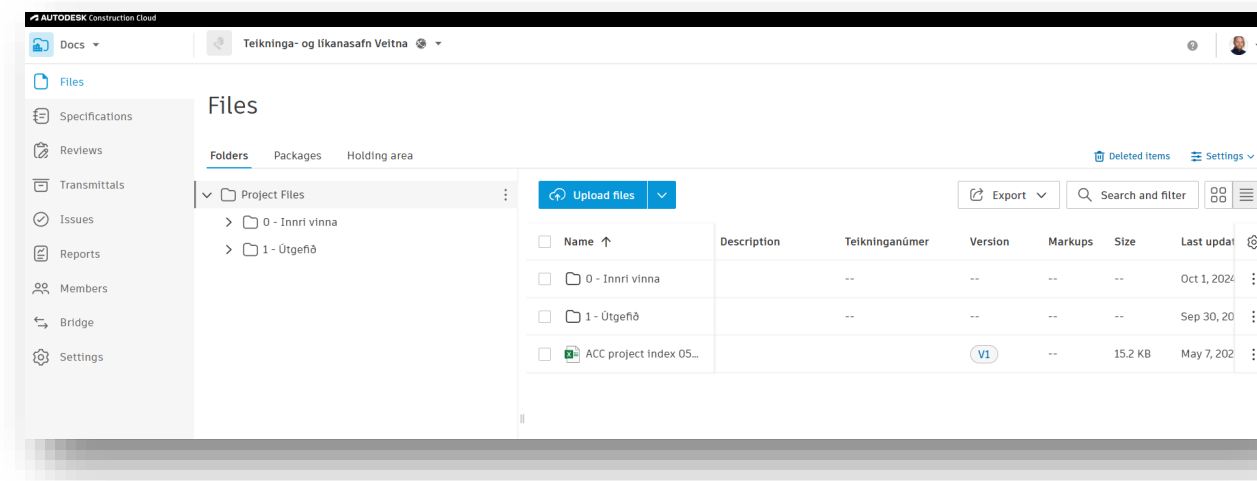 AUTODESK Construction Cloud
Docs
Teikninga- og líkanasafn Veitna
Files
Specifications
Reviews
Transmittals
Issues
Reports
Members
Bridge
Settings
Files
Folders Packages Holding area
Deleted items Settings
Project Files
0 - Innri vinna
1 - Útgefið
Upload files Export Search and filter
Name Description Teikninganúmer Version Markups Size Last updat
0 - Innri vinna -- -- -- -- Oct 1, 2024
1 - Útgefið -- -- -- -- Sep 30, 20
ACC project index 05... V1 -- 15.2 KB May 7, 202